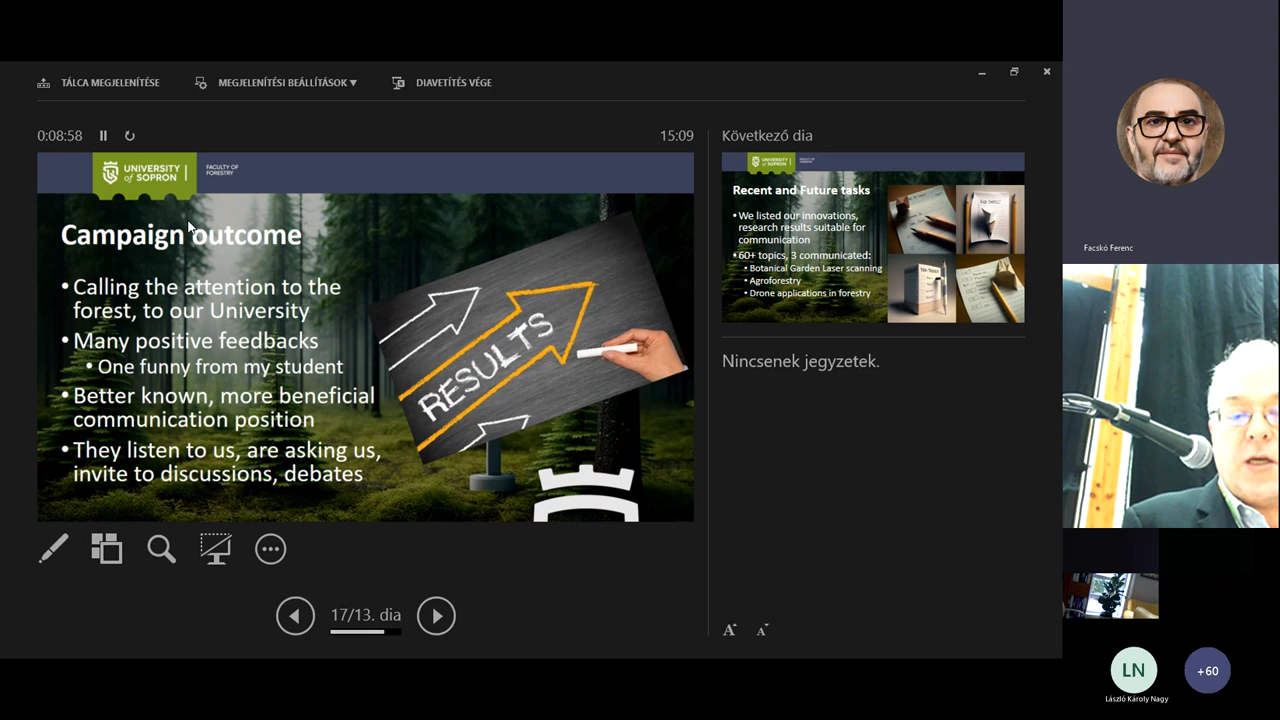 TÁLCA MEGJELENÍTÉSE
MEGJELENÍTÉSI BEÁLLÍTÁSOK ▼
DIAVETÍTÉS VÉGE
0:08:58
15:09
UNIVERSITY
of SOPRON
FACULTY OF
FORESTRY
Campaign outcome
• Calling the attention to the
forest, to our University
• Many positive feedbacks
• One funny from my student
• Better known, more beneficial
communication position
• They listen to us, are asking us,
invite to discussions, debates
RESULTS
17/13. dia
Következő dia
UNIVERSITY
of SOPRON
Recent and Future tasks
• We listed our innovations,
research results suitable for
communication
• 60+ topics, 3 communicated:
• Botanical Garden Laser scanning
• Agroforestry
• Drone applications in forestry
Nincsenek jegyzetek.
A A
Facskó Ferenc
LN
László Károly Nagy
+60